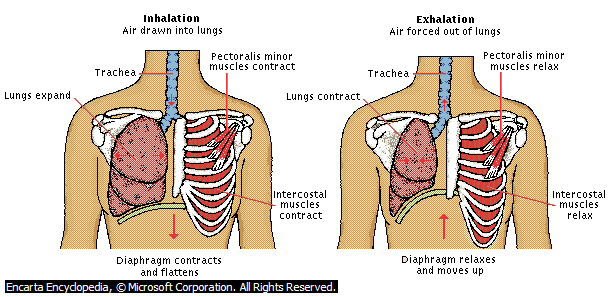 Inhalation
Air drawn into lungs
Pectoralis minor
muscles contract
Trachea
Lungs expand
Intercostal
muscles
contract
Diaphragm contracts
and flattens
Exhalation
Air forced out of lungs
Pectoralis minor
muscles relax
Trachea
Lungs contract
Intercostal
muscles
relax
Diaphragm relaxes
and moves up
Encarta Encyclopedia, © Microsoft Corporation. All Rights Reserved.